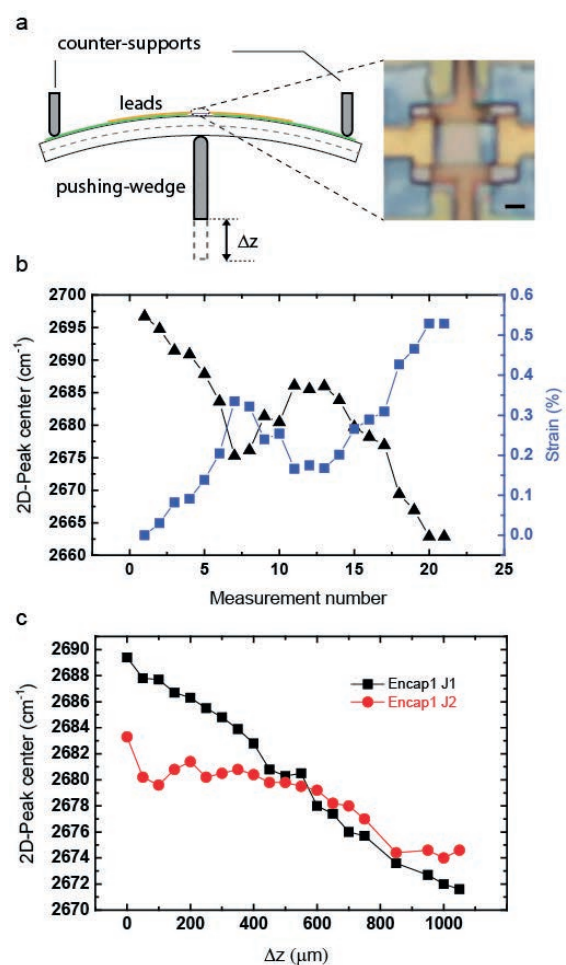 a
counter-supports
leads
pushing-wedge
Δz
b
2D-Peak center (cm⁻¹)
2700
2695
2690
2685
2680
2675
2670
2665
2660
0.6
0.5
0.4
0.3
0.2
0.1
0.0
Strain (%)
0 5 10 15 20 25
Measurement number
c
2D-Peak center (cm⁻¹)
2690
2688
2686
2684
2682
2680
2678
2676
2674
2672
2670
Encap1 J1
Encap1 J2
0 200 400 600 800 1000
Δz (μm)